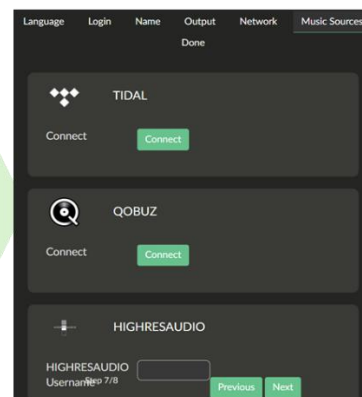 Language Login Name Output Network Music Sources
Done
TIDAL
Connect Connect
QOBUZ
Connect Connect
HIGHRESAUDIO
HIGHRESAUDIO
Username
Step 7/8 Previous Next